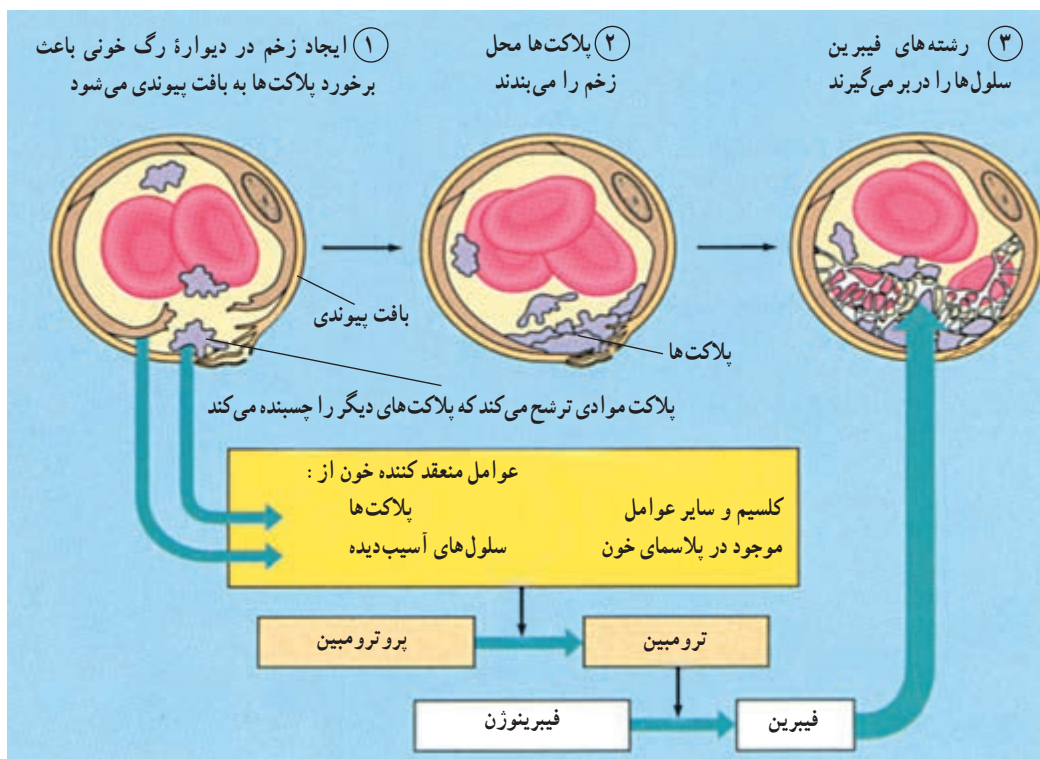 ۱ ایجاد زخم در دیوارهٔ رگ خونی باعث
برخورد پلاکت‌ها به بافت پیوندی می‌شود
۲ پلاکت‌ها محل
زخم را می‌بندند
۳ رشته‌های فیبرین
سلول‌ها را دربر می‌گیرند
بافت پیوندی
پلاکت‌ها
پلاکت موادی ترشح می‌کند که پلاکت‌های دیگر را چسبنده می‌کند
عوامل منعقد کننده خون از :
پلاکت‌ها
سلول‌های آسیب‌دیده
کلسیم و سایر عوامل
موجود در پلاسمای خون
پروترومبین
ترومبین
فیبرینوژن
فیبرین